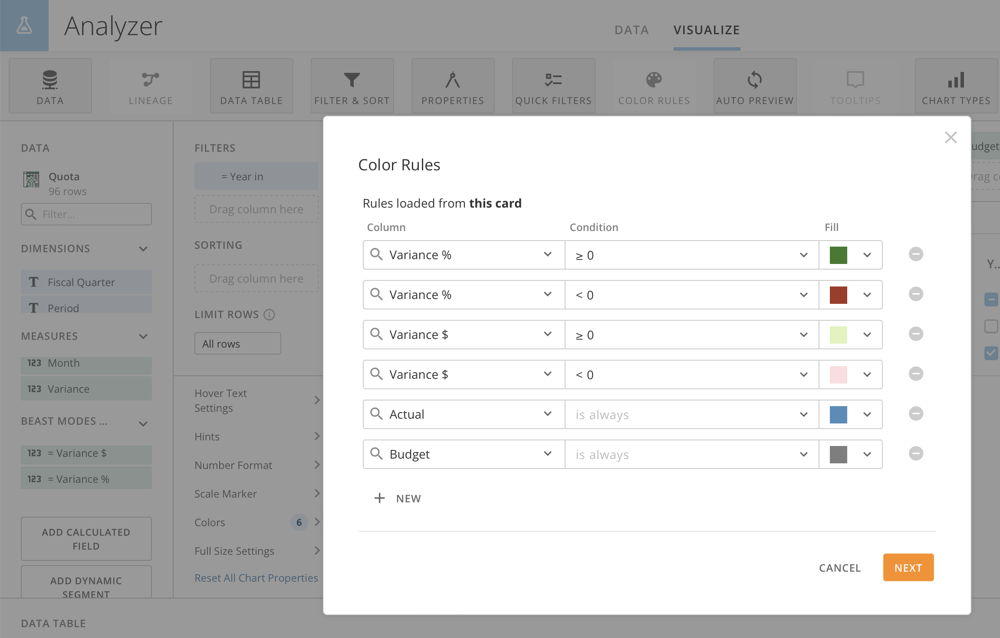 Analyzer
DATA
VISUALIZE
DATA
LINEAGE
DATA TABLE
FILTER & SORT
PROPERTIES
QUICK FILTERS
COLOR RULES
AUTO PREVIEW
TOOLTIPS
CHART TYPES
DATA
Quota
96 rows
Filter...
DIMENSIONS
T Fiscal Quarter
T Period
MEASURES
123 Month
123 Variance
BEAST MODES ...
123 = Variance $
123 = Variance %
ADD CALCULATED
FIELD
ADD DYNAMIC
SEGMENT
DATA TABLE
FILTERS
= Year in
Drag column here
SORTING
Drag column here
LIMIT ROWS
All rows
Hover Text
Settings
Hints
Number Format
Scale Marker
Colors 6
Full Size Settings
Reset All Chart Properties
Color Rules
Rules loaded from this card
Column Condition Fill
Variance % ≥ 0
Variance % < 0
Variance $ ≥ 0
Variance $ < 0
Actual is always
Budget is always
+ NEW
CANCEL
NEXT
udget
rag c
Y..